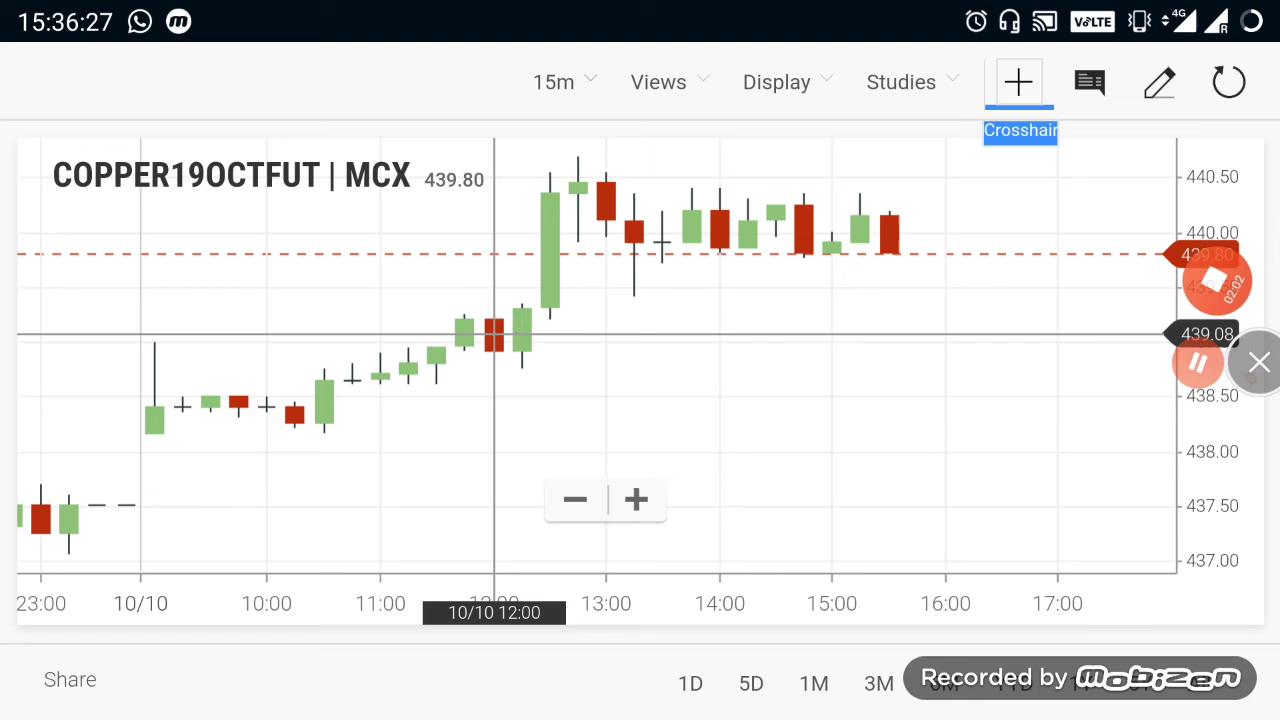 15:36:27
4G
VoLTE
R
15m
Views
Display
Studies
Crosshair
COPPER19OCTFUT | MCX 439.80
440.50
440.00
439.80
02:02
439.08
438.50
438.00
437.50
437.00
23:00
10/10
10:00
11:00
13:00
14:00
15:00
16:00
17:00
10/10 12:00
Share
1D
5D
1M
3M
Recorded by mobizen